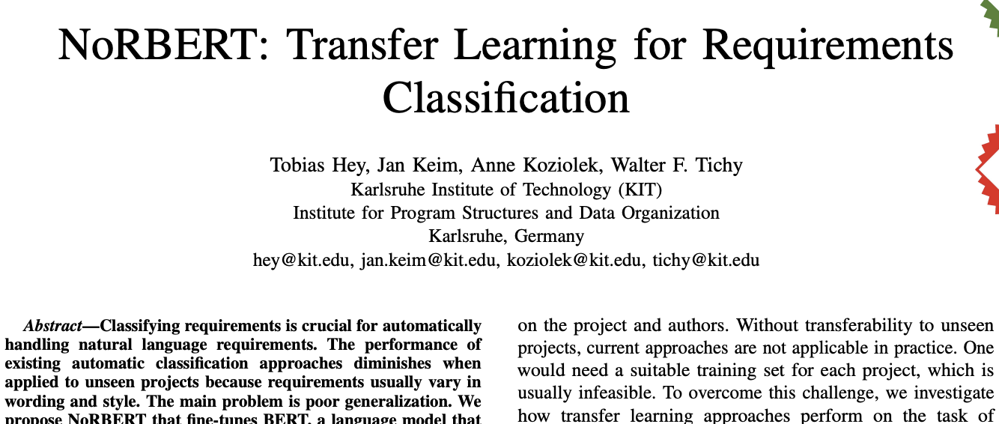 NoRBERT: Transfer Learning for Requirements
Classification
Tobias Hey, Jan Keim, Anne Koziolek, Walter F. Tichy
Karlsruhe Institute of Technology (KIT)
Institute for Program Structures and Data Organization
Karlsruhe, Germany
hey@kit.edu, jan.keim@kit.edu, koziolek@kit.edu, tichy@kit.edu
Abstract—Classifying requirements is crucial for automatically
handling natural language requirements. The performance of
existing automatic classification approaches diminishes when
applied to unseen projects because requirements usually vary in
wording and style. The main problem is poor generalization. We
propose NoRBERT that fine-tunes BERT, a language model that
on the project and authors. Without transferability to unseen
projects, current approaches are not applicable in practice. One
would need a suitable training set for each project, which is
usually infeasible. To overcome this challenge, we investigate
how transfer learning approaches perform on the task of